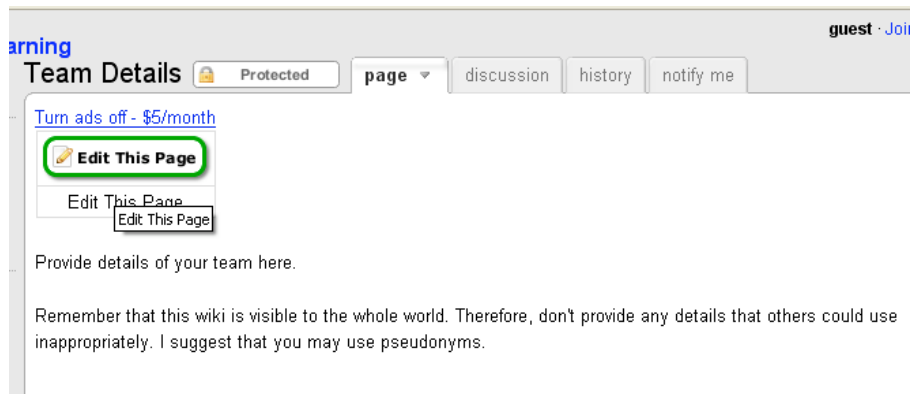 guest · Join
arning
Team Details Protected page discussion history notify me
Turn ads off - $5/month
Edit This Page
Edit This Page
Edit This Page
Provide details of your team here.
Remember that this wiki is visible to the whole world. Therefore, don't provide any details that others could use
inappropriately. I suggest that you may use pseudonyms.